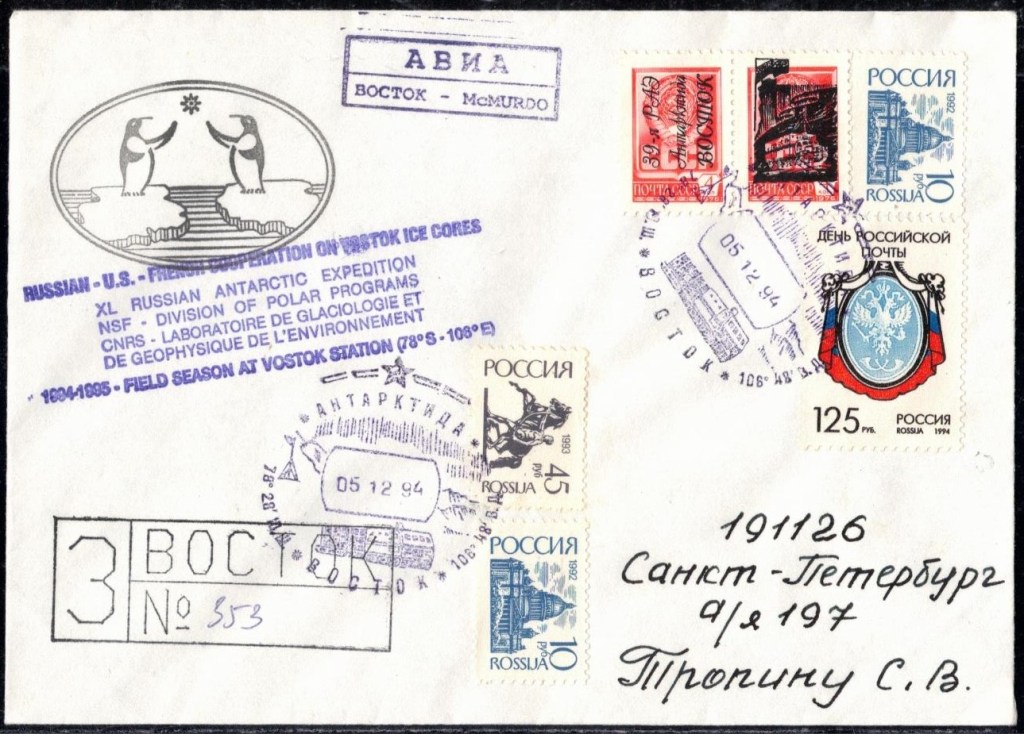 АВИА
ВОСТОК - McMURDO
39-я РАЭ
Антарктида
ВОСТОК
ПОЧТА СССР
ПОЧТА СССР
РОССИЯ
1992
10 руб
ROSSIJA
RUSSIAN - U.S. - FRENCH COOPERATION ON VOSTOK ICE CORES
XL RUSSIAN ANTARCTIC EXPEDITION
NSF - DIVISION OF POLAR PROGRAMS
CNRS - LABORATOIRE DE GLACIOLOGIE ET
DE GEOPHYSIQUE DE L'ENVIRONNEMENT
1994-1995 - FIELD SEASON AT VOSTOK STATION (78°S - 106°E)
05 12 94
ВОСТОК
106° 48' В.Д.
ДЕНЬ РОССИЙСКОЙ
ПОЧТЫ
125 РУБ.
РОССИЯ
ROSSIJA 1994
АНТАРКТИДА
78° 28' Ю.Ш.
05 12 94
ВОСТОК
106° 48' В.Д.
РОССИЯ
1993
45 руб
ROSSIJA
РОССИЯ
1992
10 руб
ROSSIJA
З
ВОСТОК
№ 353
191126
Санкт-Петербург
а/я 197
Тропину С.В.